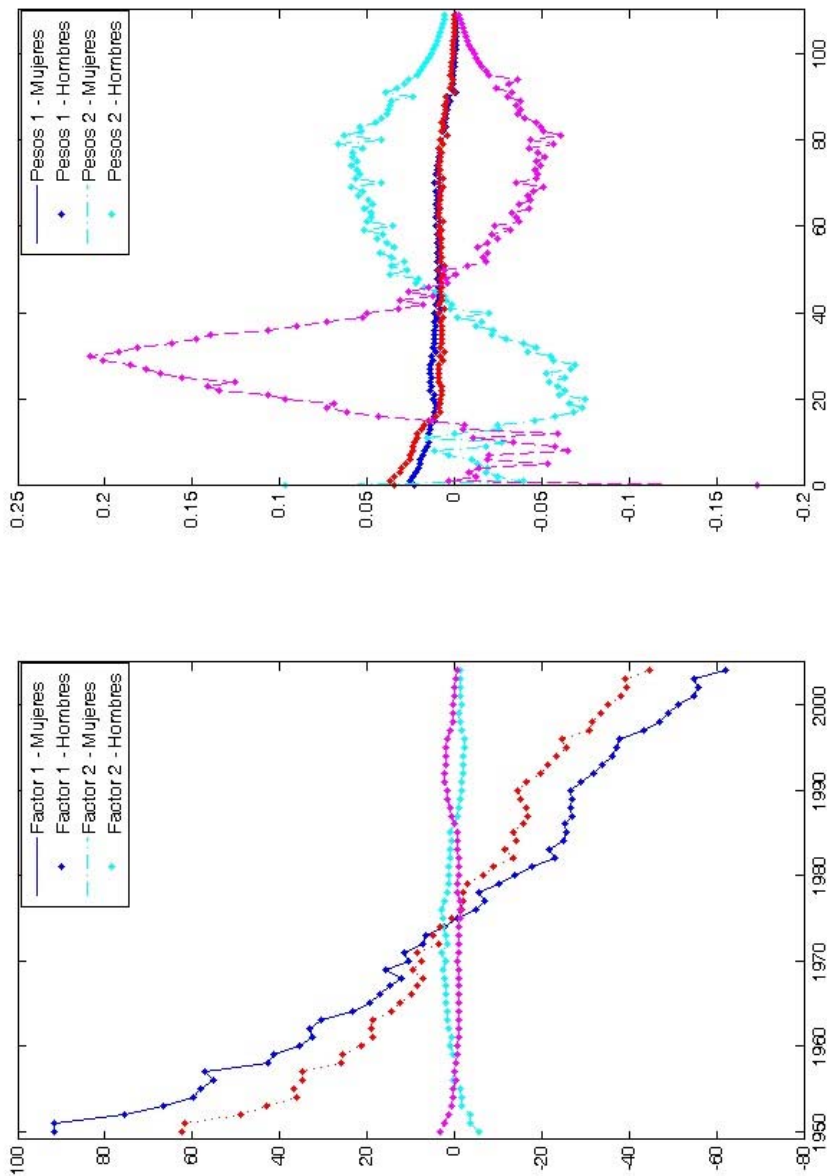 Factor 1 - Mujeres
Factor 1 - Hombres
Factor 2 - Mujeres
Factor 2 - Hombres
100
80
60
40
20
0
-20
-40
-60
-80
1950 1960 1970 1980 1990 2000
Pesos 1 - Mujeres
Pesos 1 - Hombres
Pesos 2 - Mujeres
Pesos 2 - Hombres
0.25
0.2
0.15
0.1
0.05
0
-0.05
-0.1
-0.15
-0.2
0 20 40 60 80 100